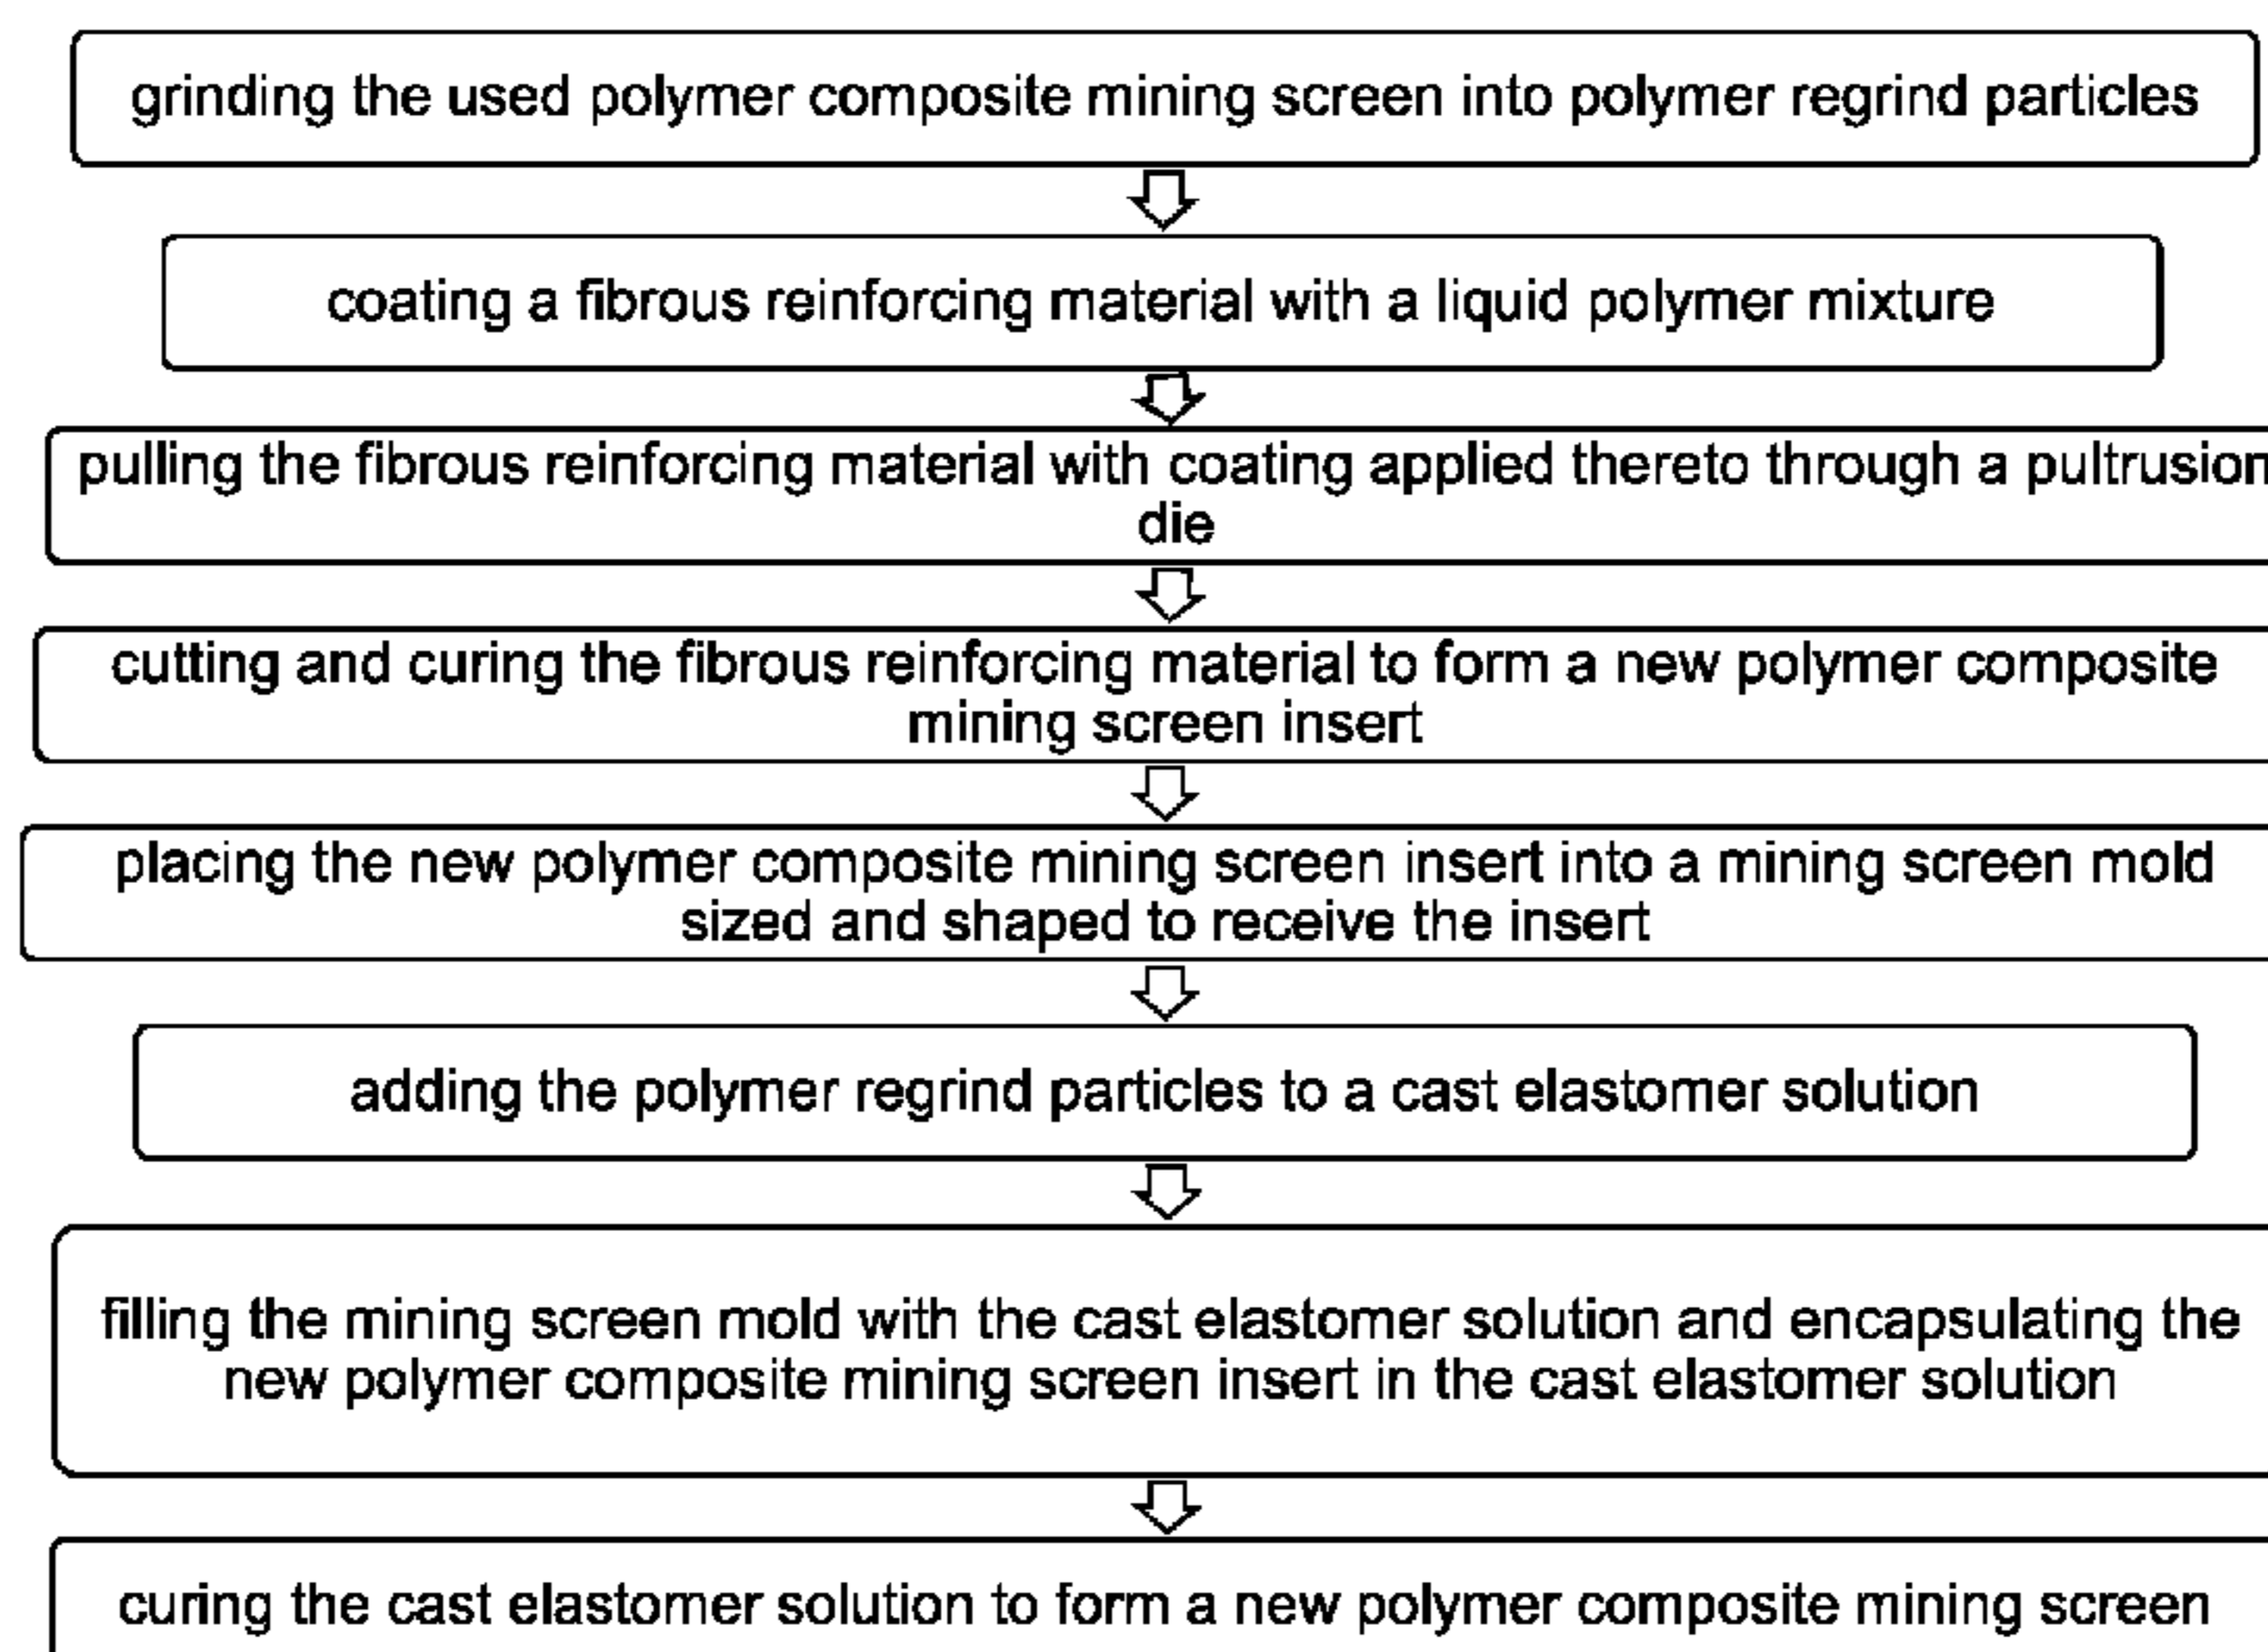 grinding the used polymer composite mining screen into polymer regrind particles
coating a fibrous reinforcing material with a liquid polymer mixture
pulling the fibrous reinforcing material with coating applied thereto through a pultrusion
die
cutting and curing the fibrous reinforcing material to form a new polymer composite
mining screen insert
placing the new polymer composite mining screen insert into a mining screen mold
sized and shaped to receive the insert
adding the polymer regrind particles to a cast elastomer solution
filling the mining screen mold with the cast elastomer solution and encapsulating the
new polymer composite mining screen insert in the cast elastomer solution
curing the cast elastomer solution to form a new polymer composite mining screen